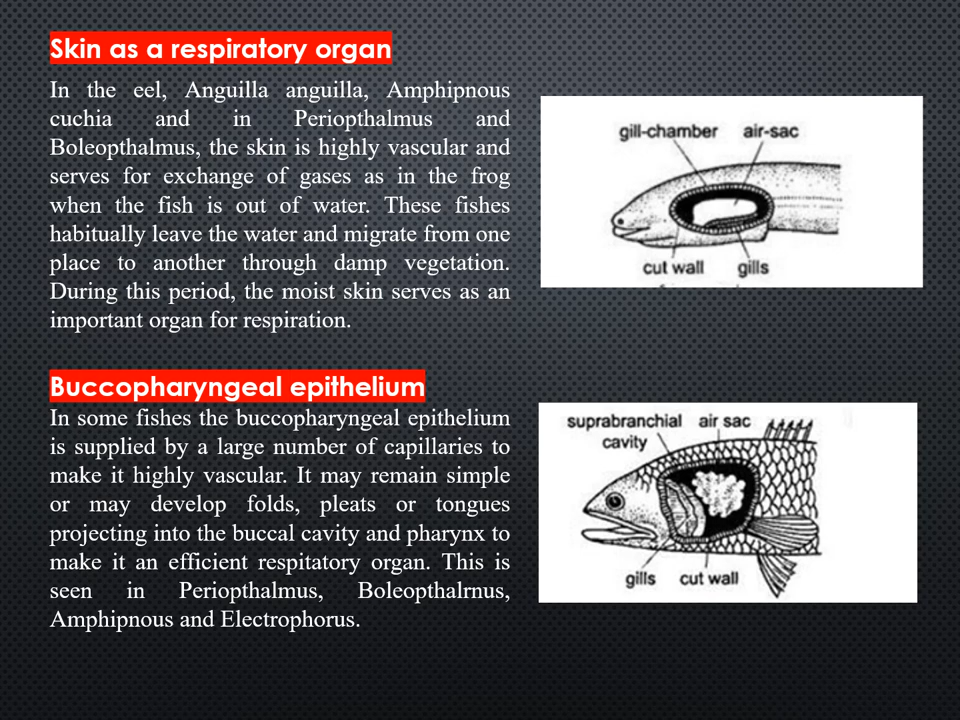 Skin as a respiratory organ
In the eel, Anguilla anguilla, Amphipnous
cuchia and in Periopthalmus and
Boleopthalmus, the skin is highly vascular and
serves for exchange of gases as in the frog
when the fish is out of water. These fishes
habitually leave the water and migrate from one
place to another through damp vegetation.
During this period, the moist skin serves as an
important organ for respiration.
gill-chamber air-sac
cut wall gills
Buccopharyngeal epithelium
In some fishes the buccopharyngeal epithelium
is supplied by a large number of capillaries to
make it highly vascular. It may remain simple
or may develop folds, pleats or tongues
projecting into the buccal cavity and pharynx to
make it an efficient respitatory organ. This is
seen in Periopthalmus, Boleopthalrnus,
Amphipnous and Electrophorus.
suprabranchial air sac
cavity
gills cut wall